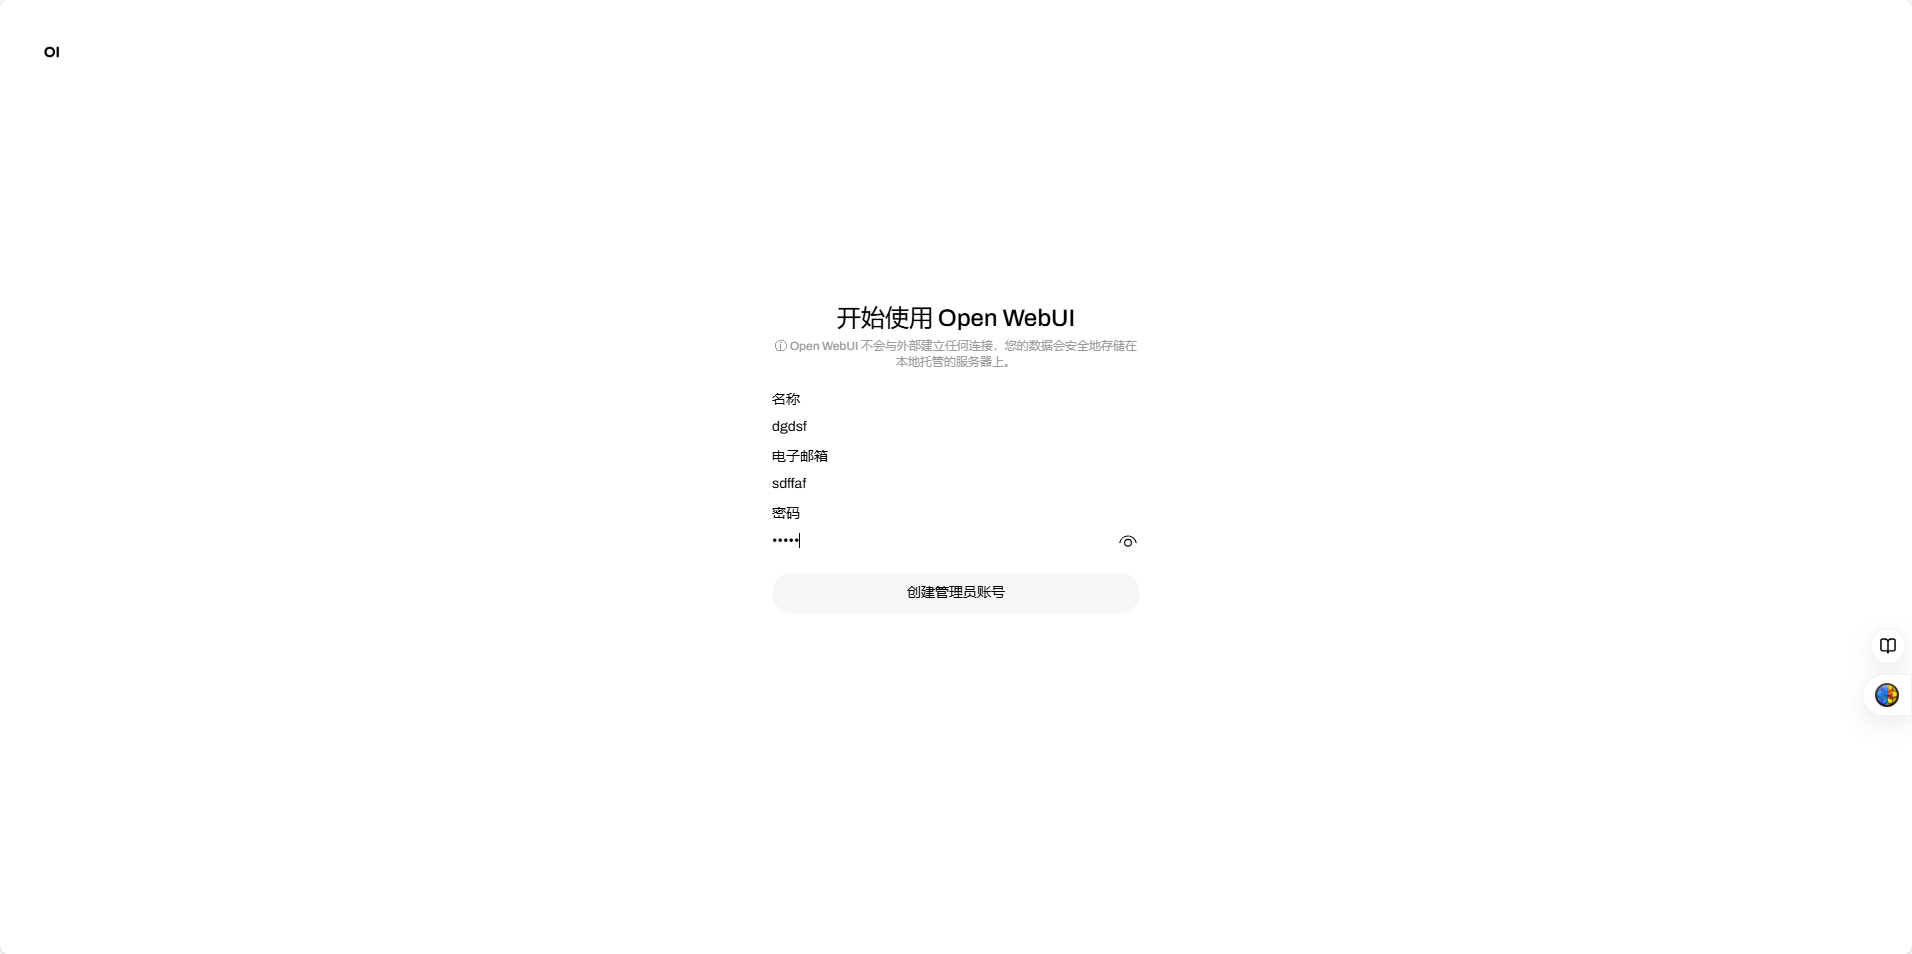 OI
开始使用 Open WebUI
ⓘ Open WebUI 不会与外部建立任何连接，您的数据会安全地存储在
本地托管的服务器上。
名称
dgdsf
电子邮箱
sdffaf
密码
•••••
创建管理员账号